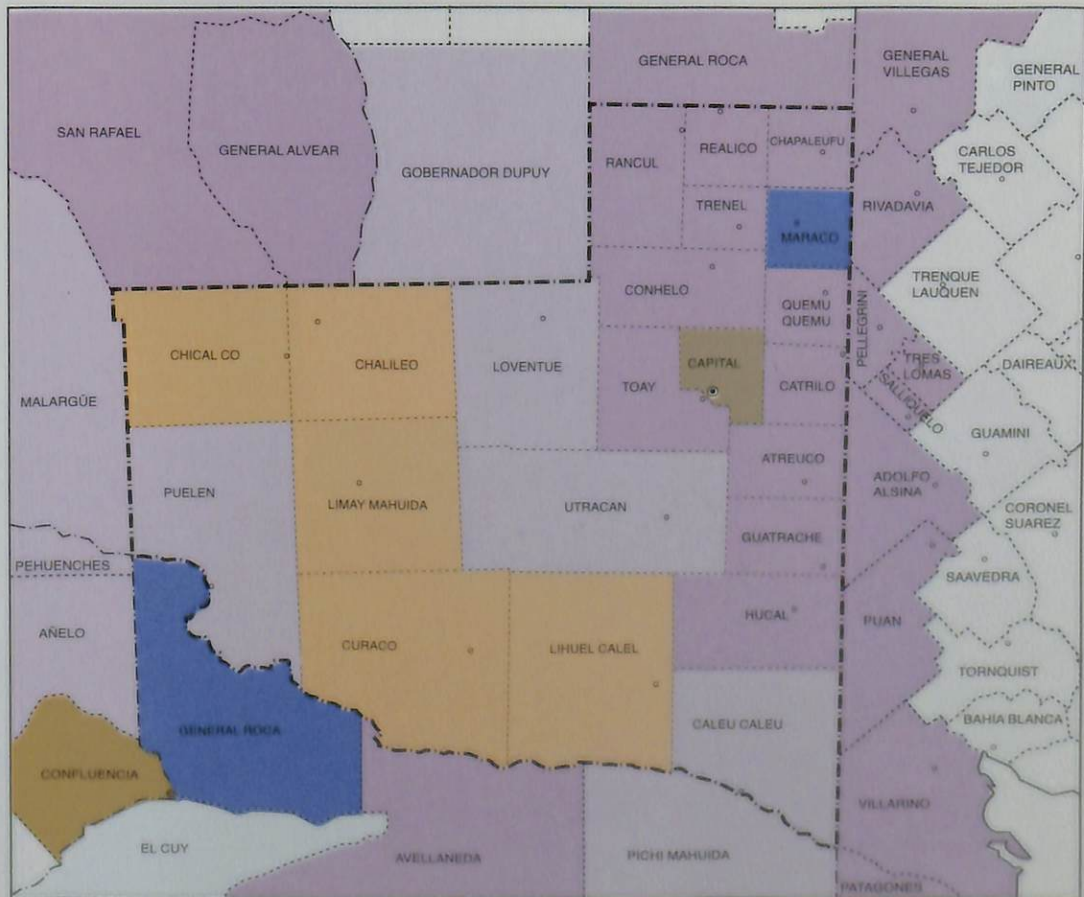 GENERAL ROCA
GENERAL
VILLEGAS
GENERAL
PINTO
SAN RAFAEL
GENERAL ALVEAR
GOBERNADOR DUPUY
RANCUL
REALICO
CHAPALEUFU
CARLOS
TEJEDOR
TRENEL
RIVADAVIA
MARACO
TRENQUE
LAUQUEN
CONHELO
QUEMU
QUEMU
PELLEGRINI
CHICAL CO
CHALILEO
LOVENTUE
TOAY
CAPITAL
CATRILO
TRES
LOMAS
DAIREAUX
SALLIQUELO
MALARGÜE
GUAMINI
ATREUCO
ADOLFO
ALSINA
PUELEN
LIMAY MAHUIDA
UTRACAN
CORONEL
SUAREZ
GUATRACHE
PEHUENCHES
SAAVEDRA
AÑELO
HUCAL
PUAN
CURACO
LIHUEL CALEL
TORNQUIST
CALEU CALEU
BAHIA BLANCA
GENERAL ROCA
CONFLUENCIA
VILLARINO
EL CUY
AVELLANEDA
PICHI MAHUIDA
PATAGONES